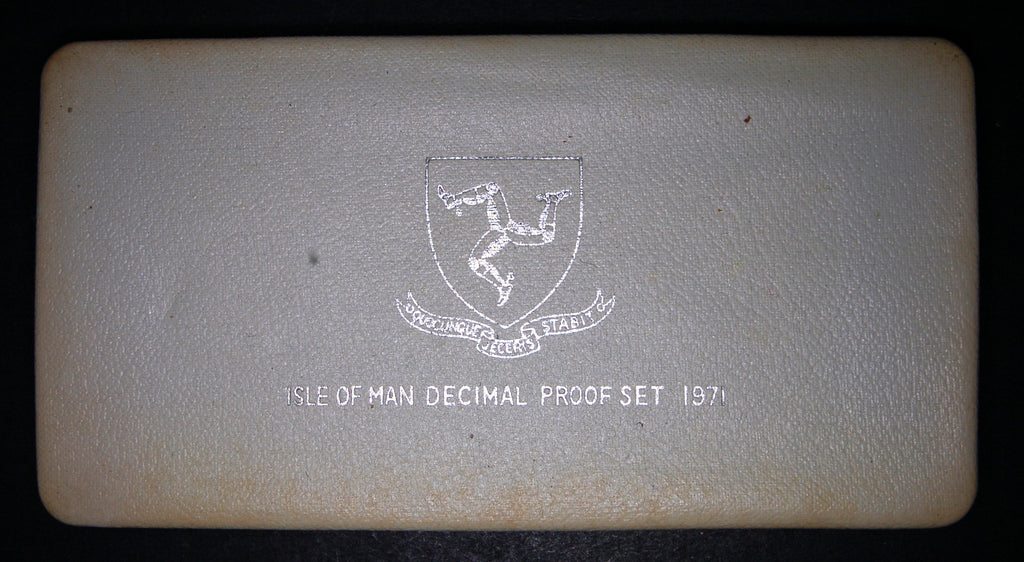 QUOCUNQUE JECERIS STABIT
ISLE OF MAN DECIMAL PROOF SET 1971